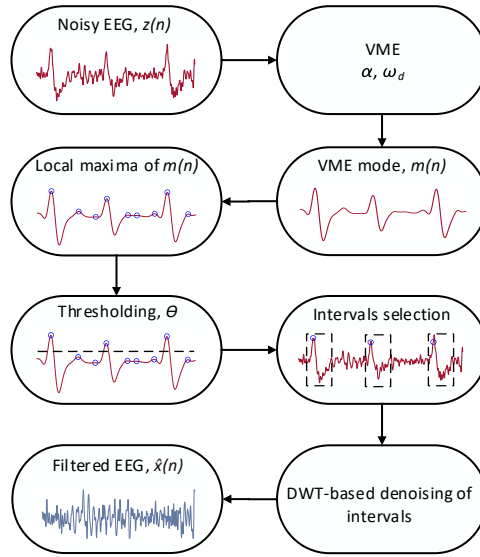 Noisy EEG, z(n)
VME
α, ω_d
Local maxima of m(n)
VME mode, m(n)
Thresholding, Θ
Intervals selection
Filtered EEG, x̂(n)
DWT-based denoising of
intervals